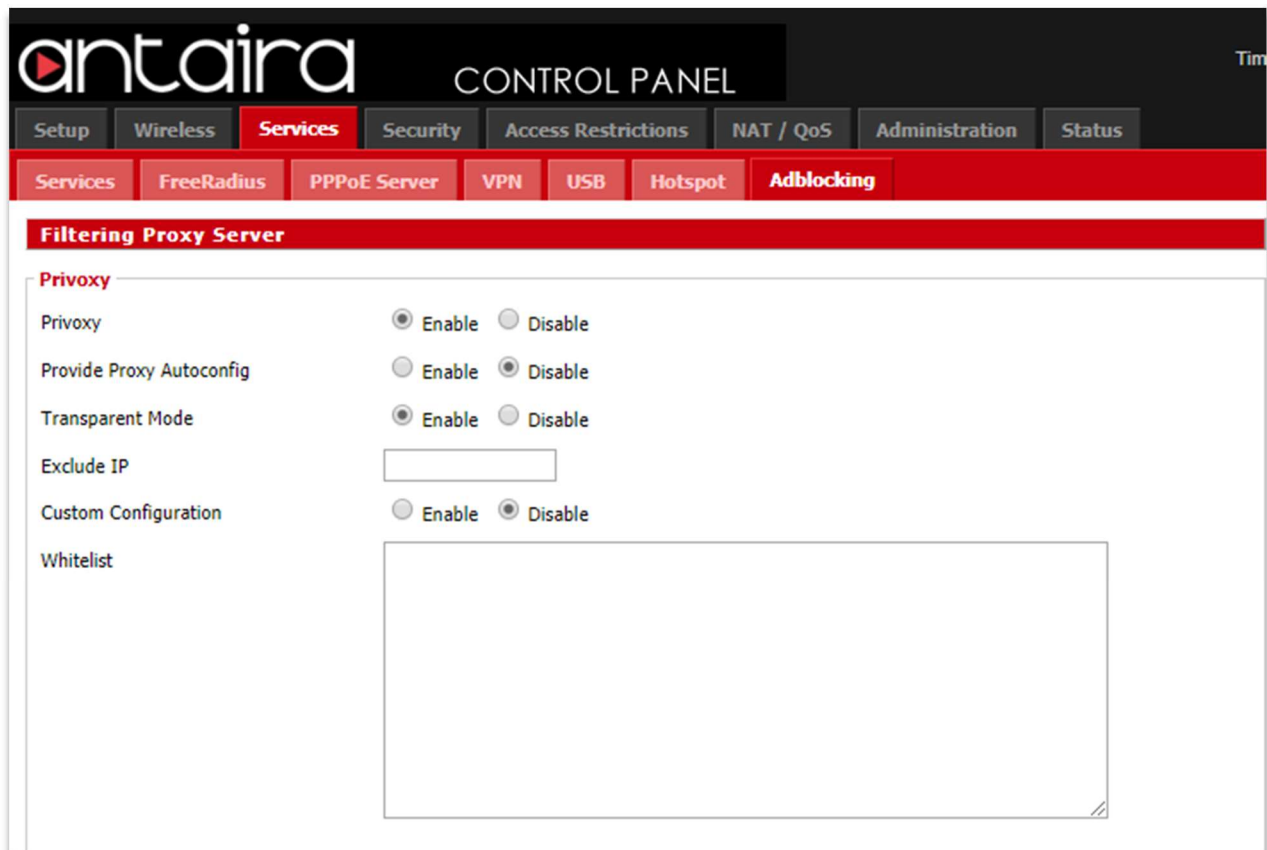 antaira CONTROL PANEL
Tim
Setup Wireless Services Security Access Restrictions NAT / QoS Administration Status
Services FreeRadius PPPoE Server VPN USB Hotspot Adblocking
Filtering Proxy Server
Privoxy
Privoxy Enable Disable
Provide Proxy Autoconfig Enable Disable
Transparent Mode Enable Disable
Exclude IP
Custom Configuration Enable Disable
Whitelist